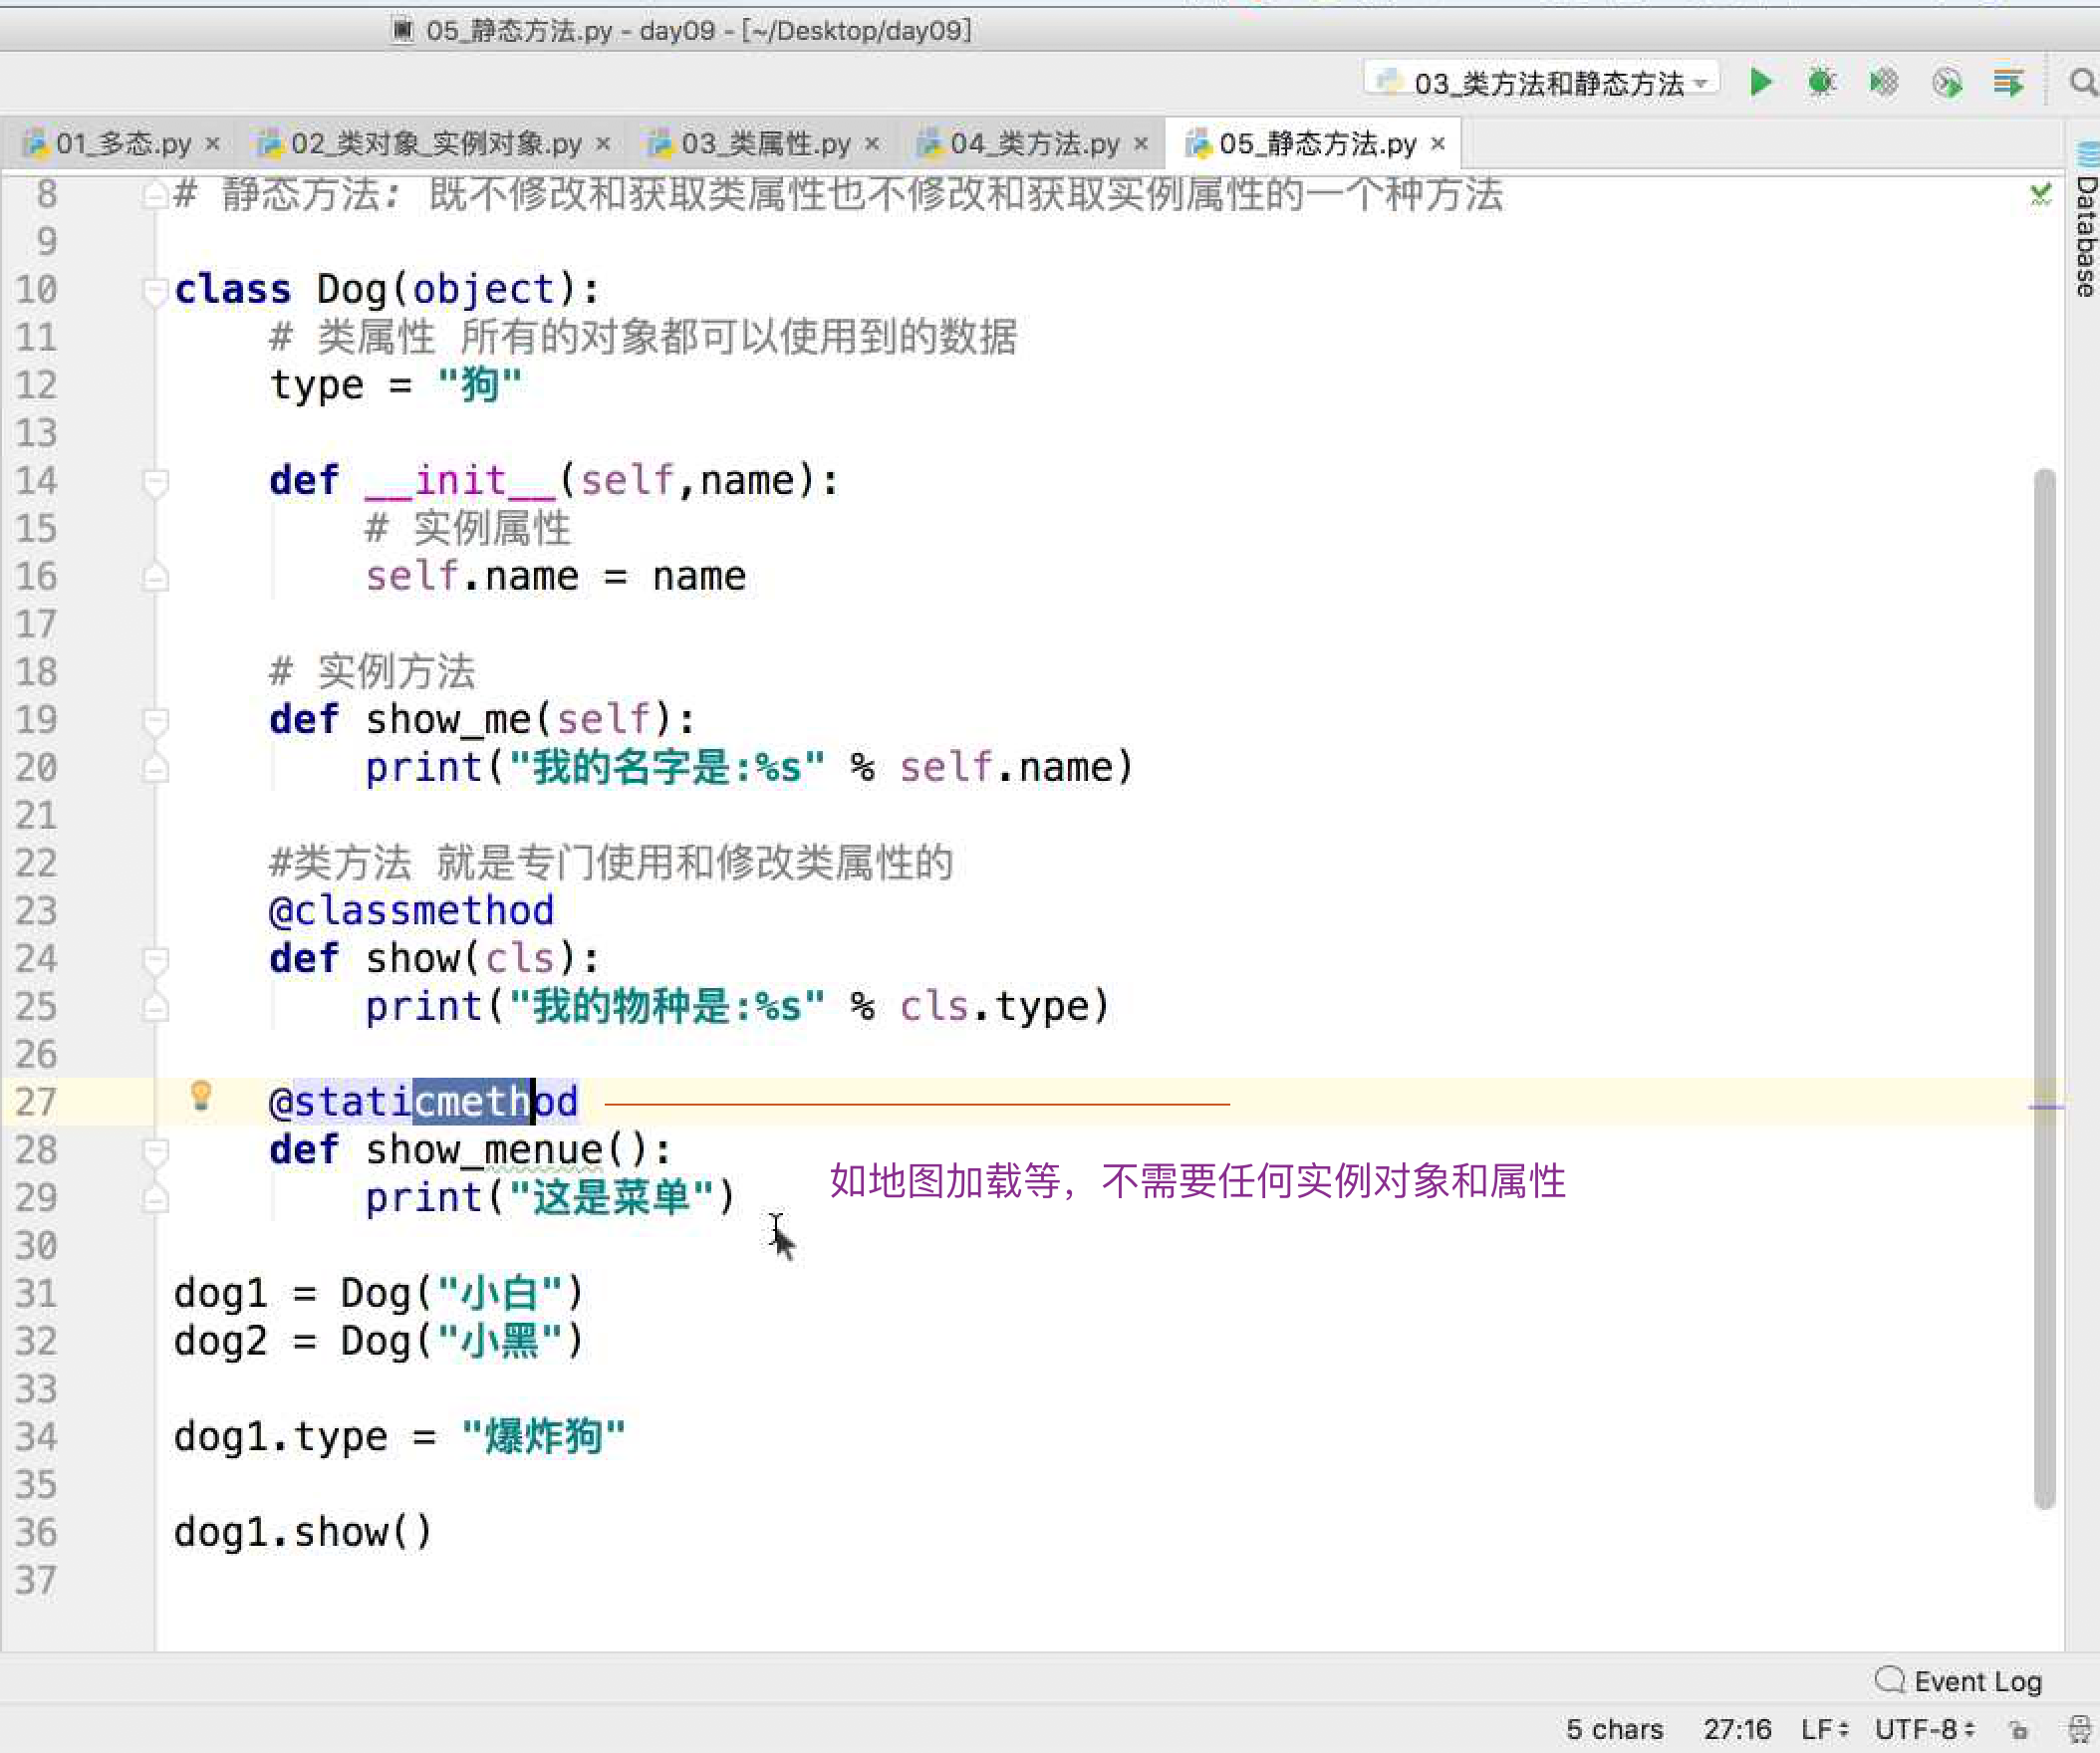 05_静态方法.py - day09 - [~/Desktop/day09]
03_类方法和静态方法
01_多态.py × 02_类对象_实例对象.py × 03_类属性.py × 04_类方法.py × 05_静态方法.py ×
Database
8 # 静态方法: 既不修改和获取类属性也不修改和获取实例属性的一个种方法
9
10 class Dog(object):
11     # 类属性 所有的对象都可以使用到的数据
12     type = "狗"
13
14     def __init__(self,name):
15         # 实例属性
16         self.name = name
17
18     # 实例方法
19     def show_me(self):
20         print("我的名字是:%s" % self.name)
21
22     #类方法 就是专门使用和修改类属性的
23     @classmethod
24     def show(cls):
25         print("我的物种是:%s" % cls.type)
26
27     @staticmethod
28     def show_menue():
如地图加载等，不需要任何实例对象和属性
29         print("这是菜单")
30
31 dog1 = Dog("小白")
32 dog2 = Dog("小黑")
33
34 dog1.type = "爆炸狗"
35
36 dog1.show()
37
Event Log
5 chars 27:16 LF UTF-8